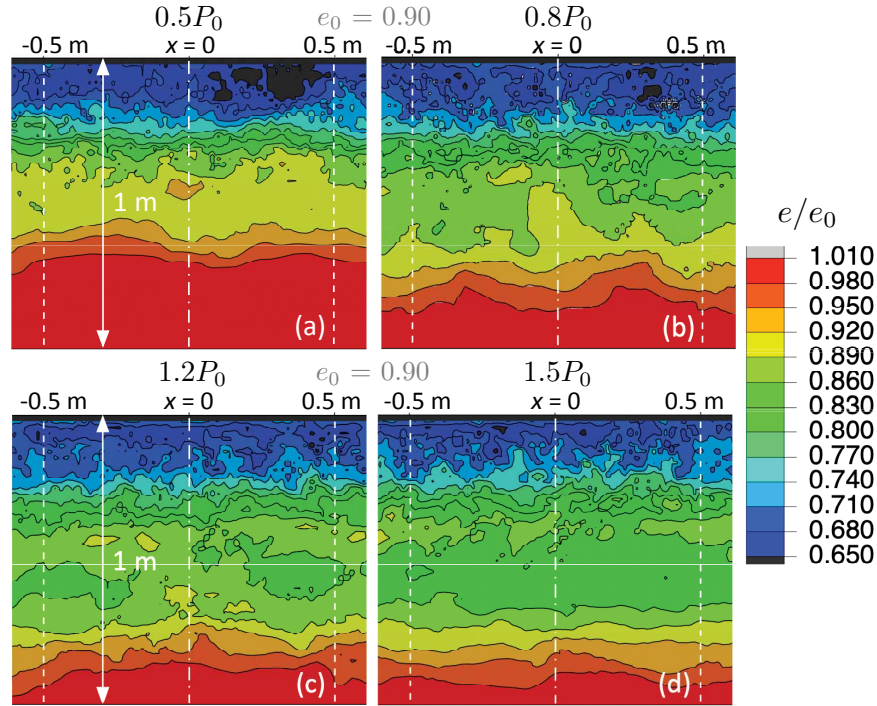 0.5P₀ e₀ = 0.90 0.8P₀
-0.5 m x = 0 0.5 m -0.5 m x = 0 0.5 m
1 m
(a) (b)
e/e₀
1.010
0.980
0.950
0.920
0.890
0.860
0.830
0.800
0.770
0.740
0.710
0.680
0.650
1.2P₀ e₀ = 0.90 1.5P₀
-0.5 m x = 0 0.5 m -0.5 m x = 0 0.5 m
1 m
(c) (d)